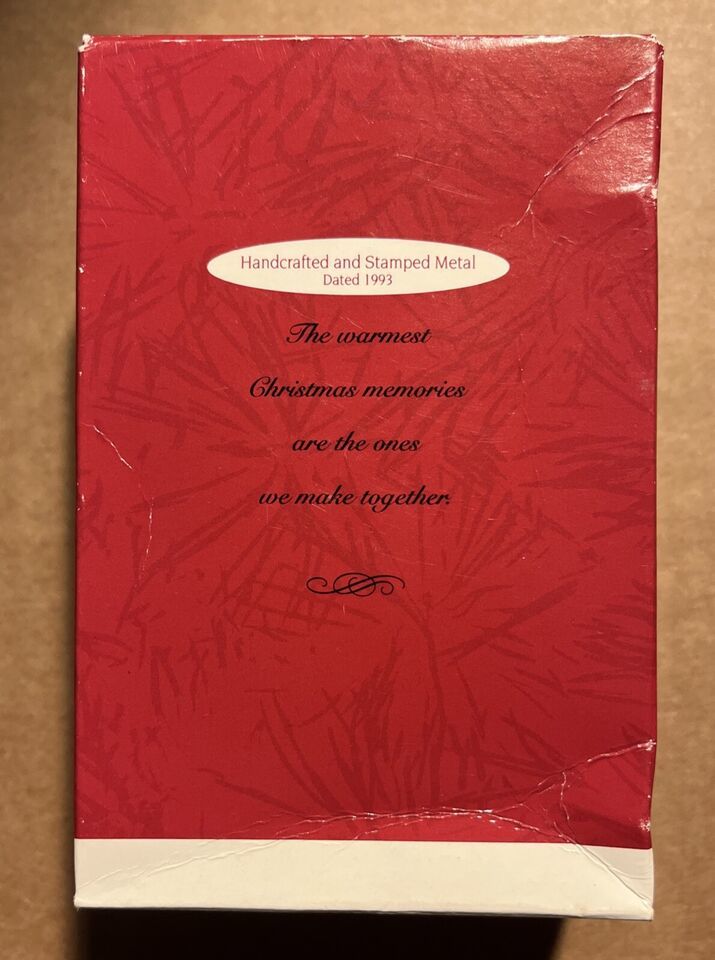 Handcrafted and Stamped Metal
Dated 1993
The warmest
Christmas memories
are the ones
we make together.